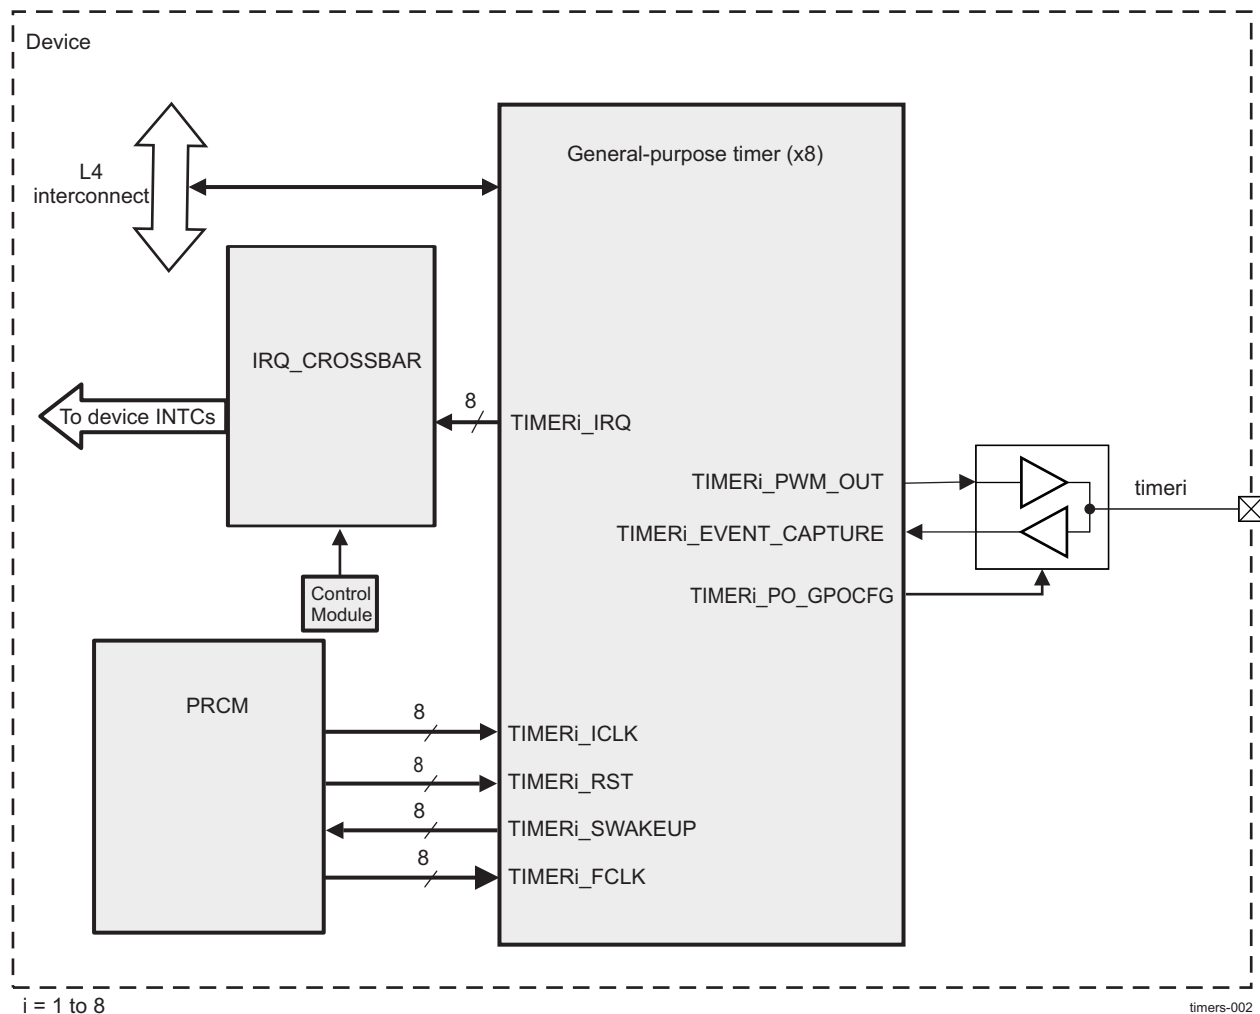 Device
General-purpose timer (x8)
L4
interconnect
IRQ_CROSSBAR
To device INTCs
8
TIMERi_IRQ
TIMERi_PWM_OUT
timeri
TIMERi_EVENT_CAPTURE
TIMERi_PO_GPOCFG
Control
Module
PRCM
8
TIMERi_ICLK
8
TIMERi_RST
8
TIMERi_SWAKEUP
8
TIMERi_FCLK
i = 1 to 8
timers-002